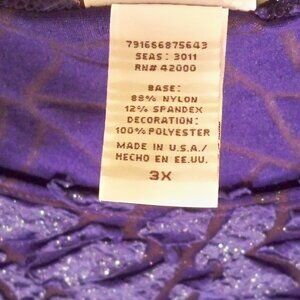 791666875643
SEAS: 3011
RN# 42000
BASE:
88% NYLON
12% SPANDEX
DECORATION:
100% POLYESTER
MADE IN U.S.A./
HECHO EN EE.UU.
3X